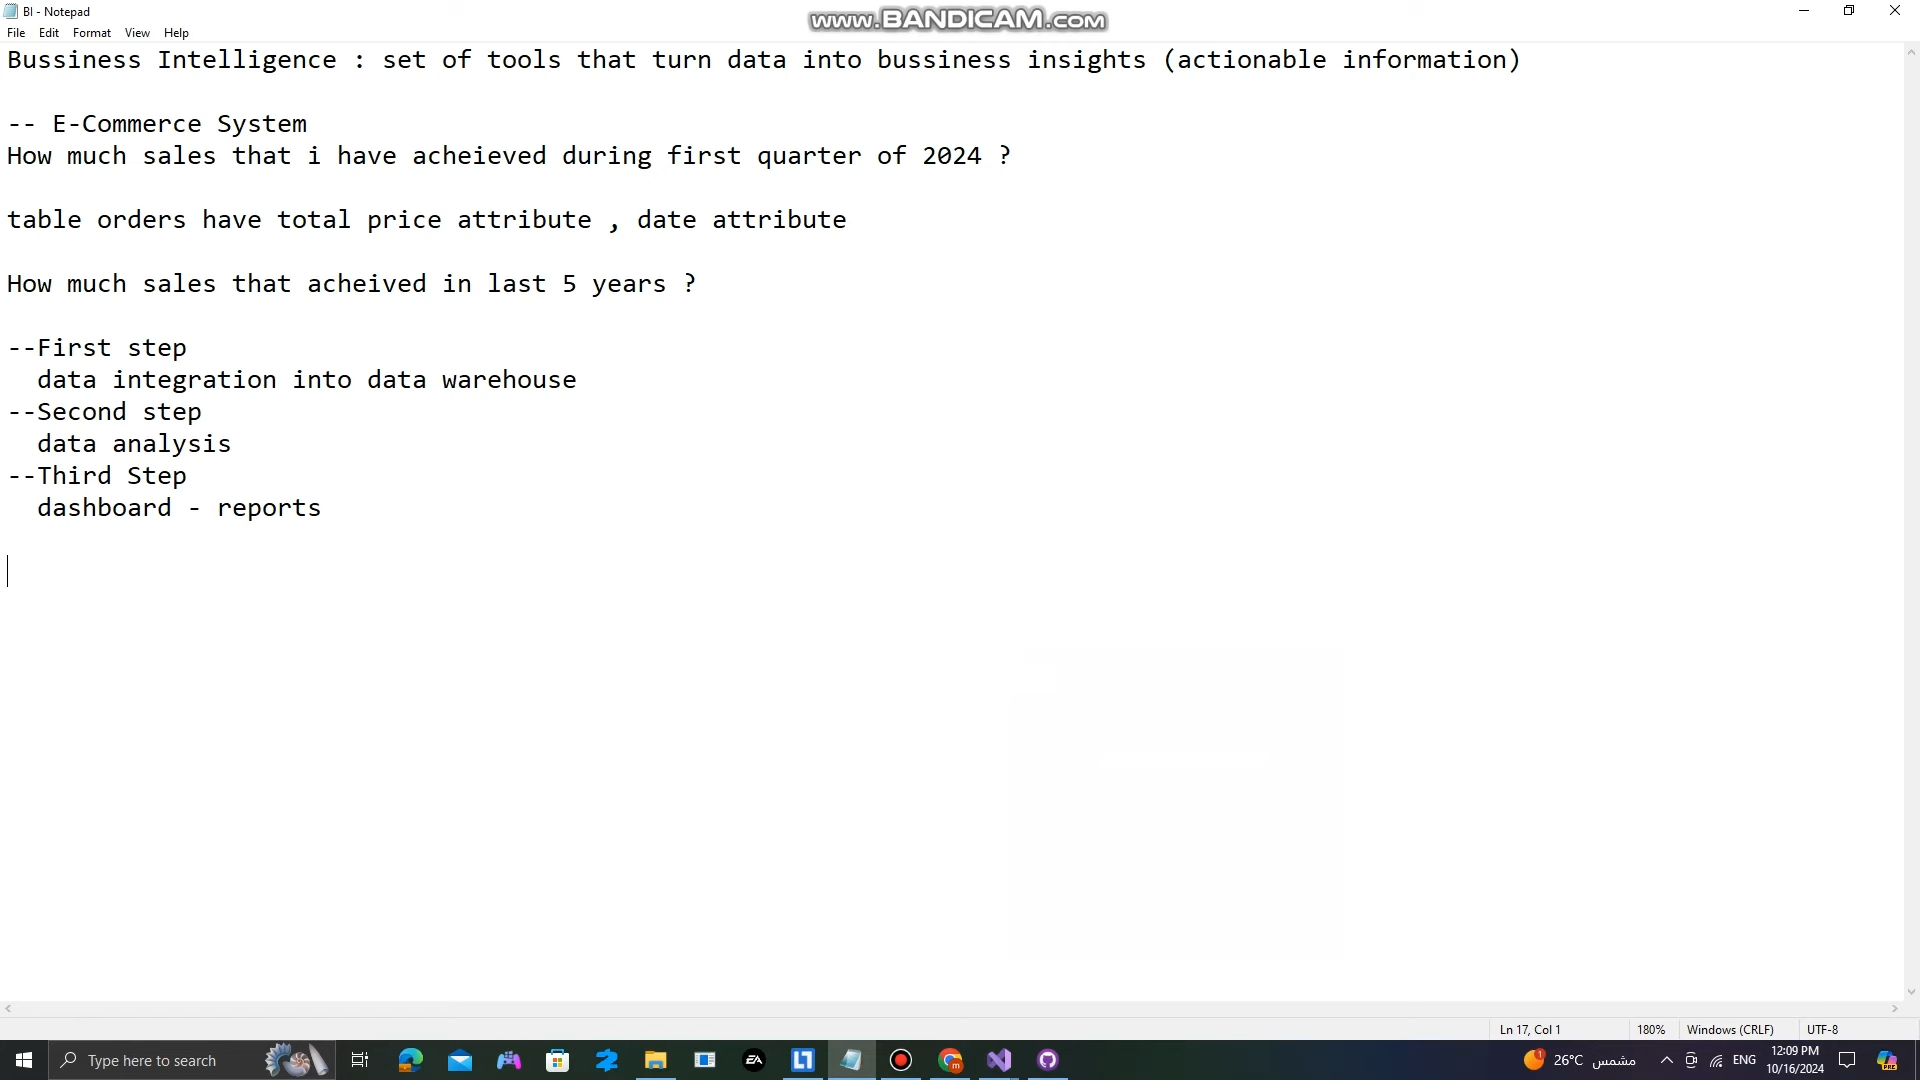 BI - Notepad
www.BANDICAM.com
File Edit Format View Help
Bussiness Intelligence : set of tools that turn data into bussiness insights (actionable information)
-- E-Commerce System
How much sales that i have acheieved during first quarter of 2024 ?
table orders have total price attribute , date attribute
How much sales that acheived in last 5 years ?
--First step
data integration into data warehouse
--Second step
data analysis
--Third Step
dashboard - reports
Ln 17, Col 1 180% Windows (CRLF) UTF-8
Type here to search
EA
26°C مشمس
ENG
12:09 PM
10/16/2024